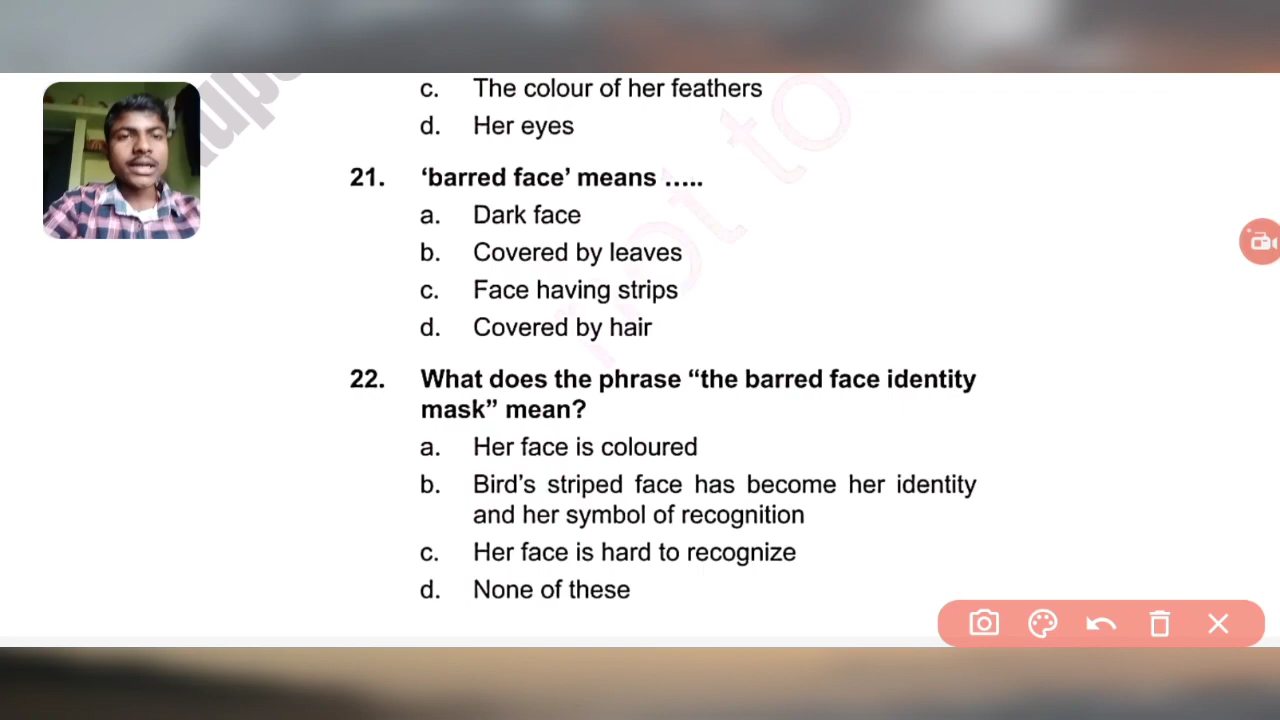 c. The colour of her feathers
d. Her eyes
21. ‘barred face’ means …..
a. Dark face
b. Covered by leaves
c. Face having strips
d. Covered by hair
22. What does the phrase “the barred face identity
mask” mean?
a. Her face is coloured
b. Bird’s striped face has become her identity
and her symbol of recognition
c. Her face is hard to recognize
d. None of these
not to